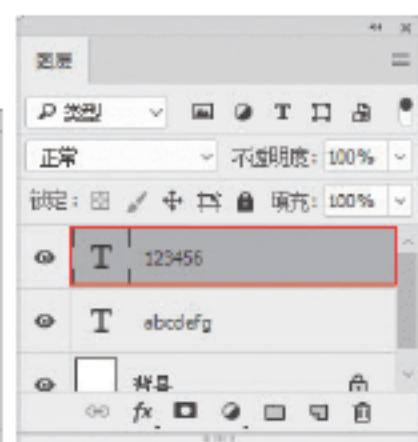 图层
类型
正常 不透明度: 100%
锁定: 填充: 100%
T 123456
T abcdefg
背景
fx